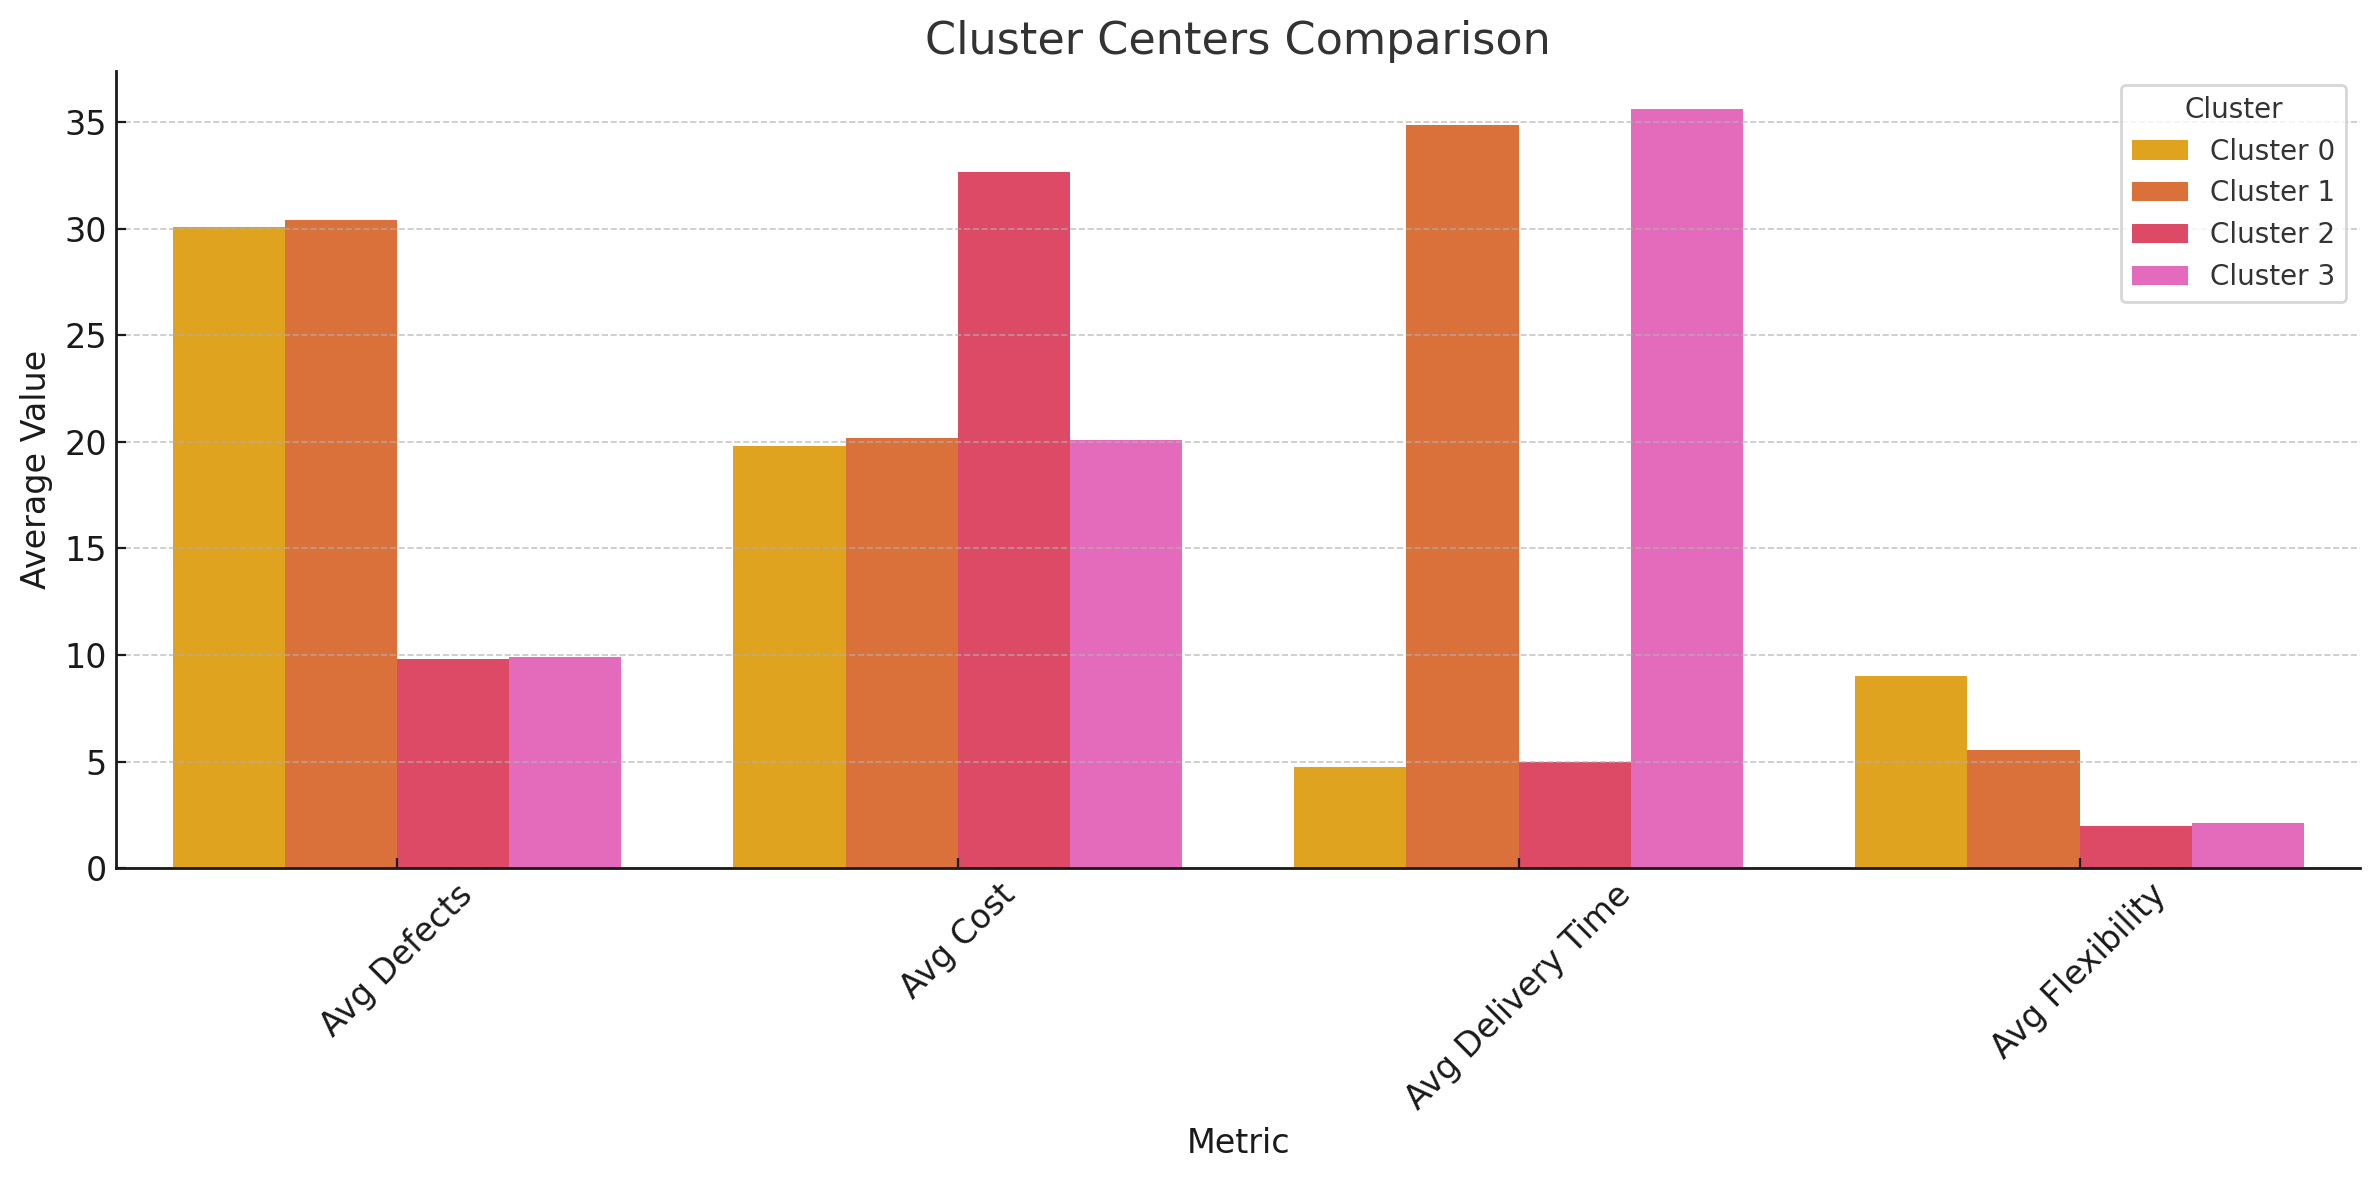 Cluster Centers Comparison
Cluster
Cluster 0
Cluster 1
Cluster 2
Cluster 3
Average Value
35
30
25
20
15
10
5
0
Avg Defects
Avg Cost
Avg Delivery Time
Avg Flexibility
Metric